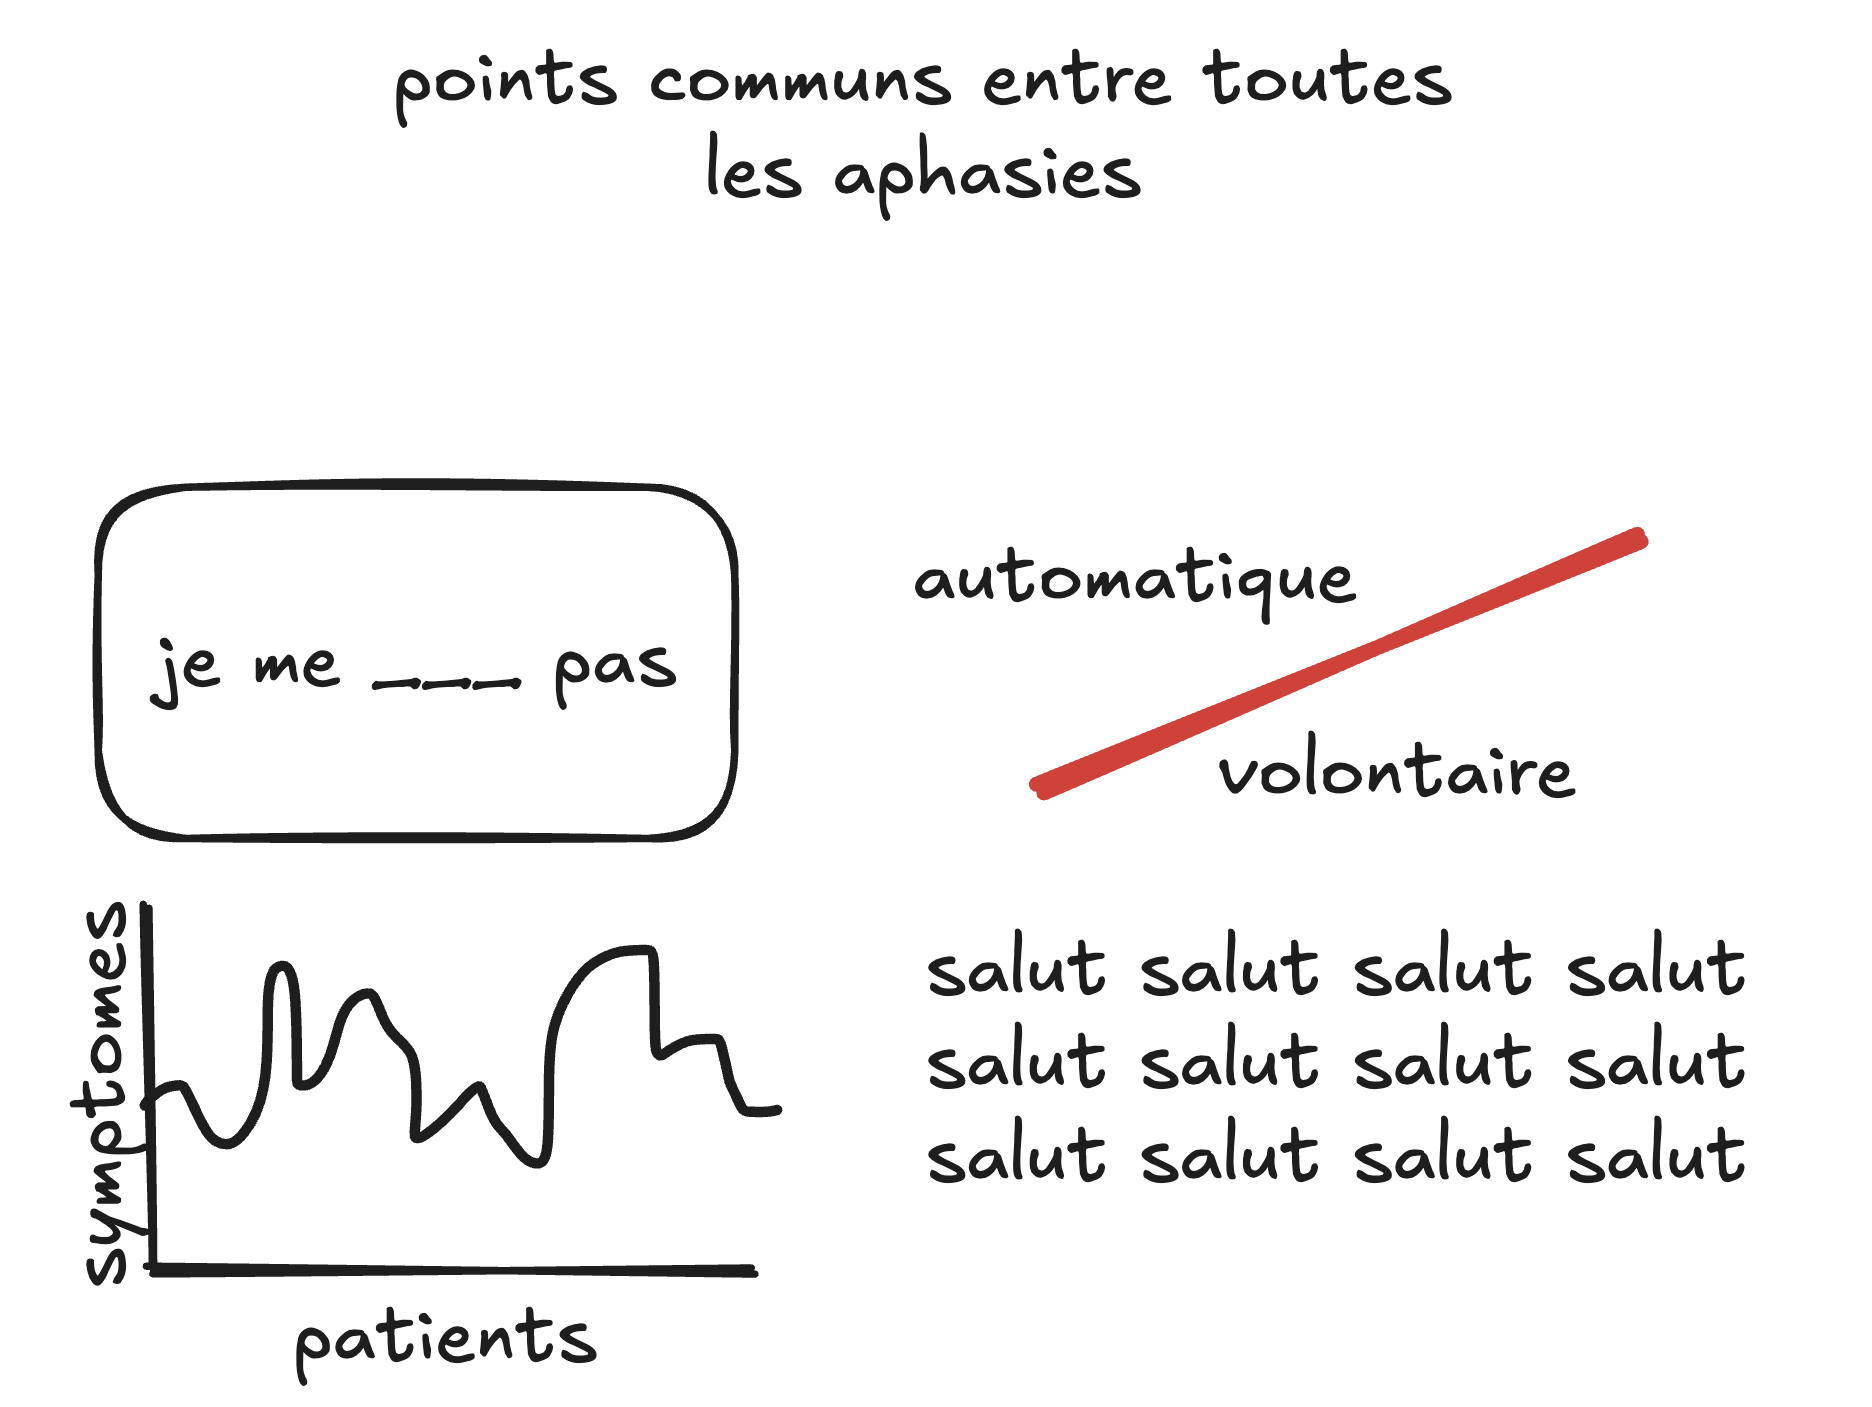 points communs entre toutes
les aphasies
je me ___ pas
automatique
volontaire
symptomes
patients
salut salut salut salut
salut salut salut salut
salut salut salut salut